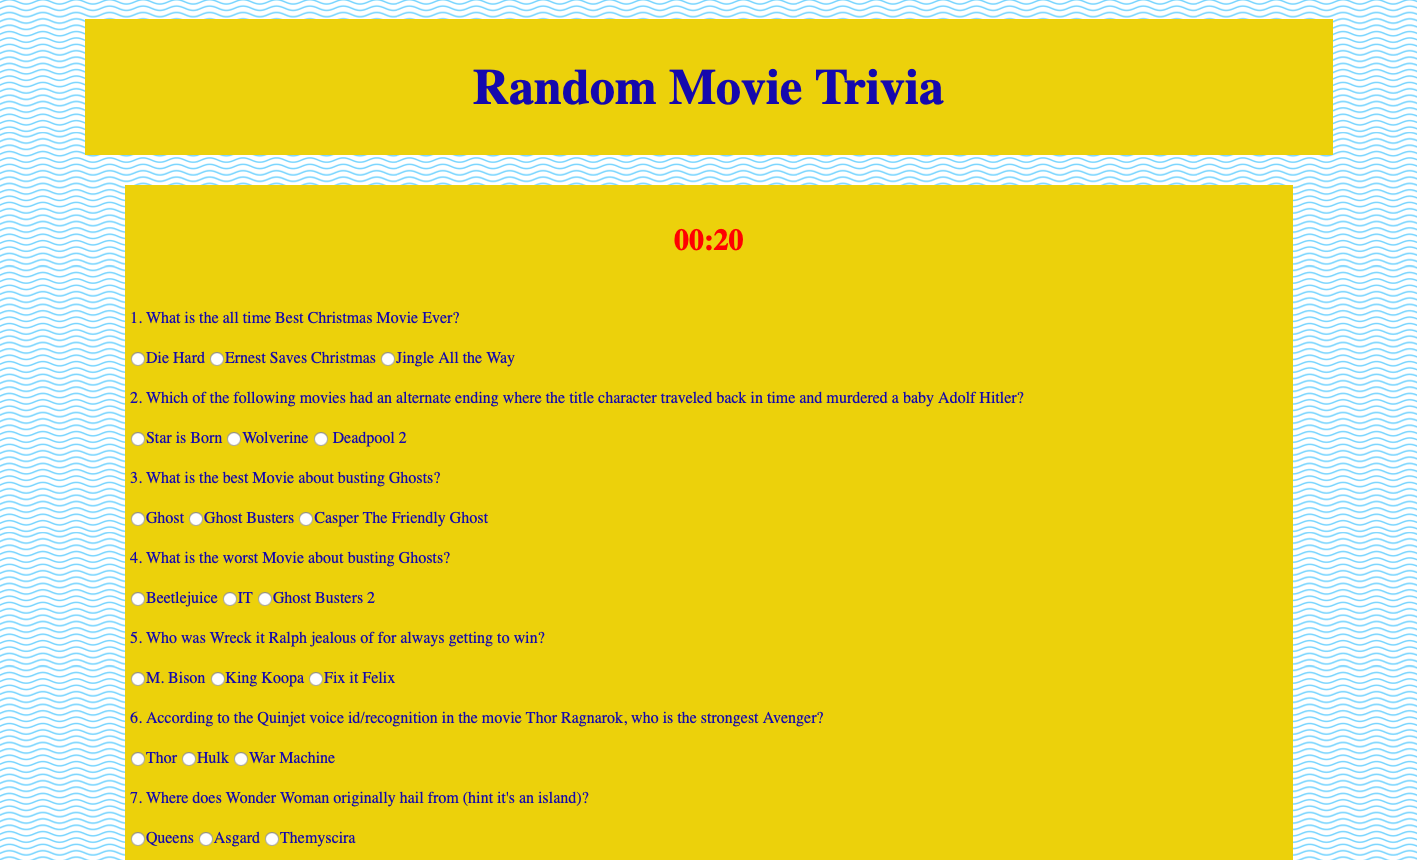 Random Movie Trivia
00:20
1. What is the all time Best Christmas Movie Ever?
Die Hard Ernest Saves Christmas Jingle All the Way
2. Which of the following movies had an alternate ending where the title character traveled back in time and murdered a baby Adolf Hitler?
Star is Born Wolverine Deadpool 2
3. What is the best Movie about busting Ghosts?
Ghost Ghost Busters Casper The Friendly Ghost
4. What is the worst Movie about busting Ghosts?
Beetlejuice IT Ghost Busters 2
5. Who was Wreck it Ralph jealous of for always getting to win?
M. Bison King Koopa Fix it Felix
6. According to the Quinjet voice id/recognition in the movie Thor Ragnarok, who is the strongest Avenger?
Thor Hulk War Machine
7. Where does Wonder Woman originally hail from (hint it's an island)?
Queens Asgard Themyscira